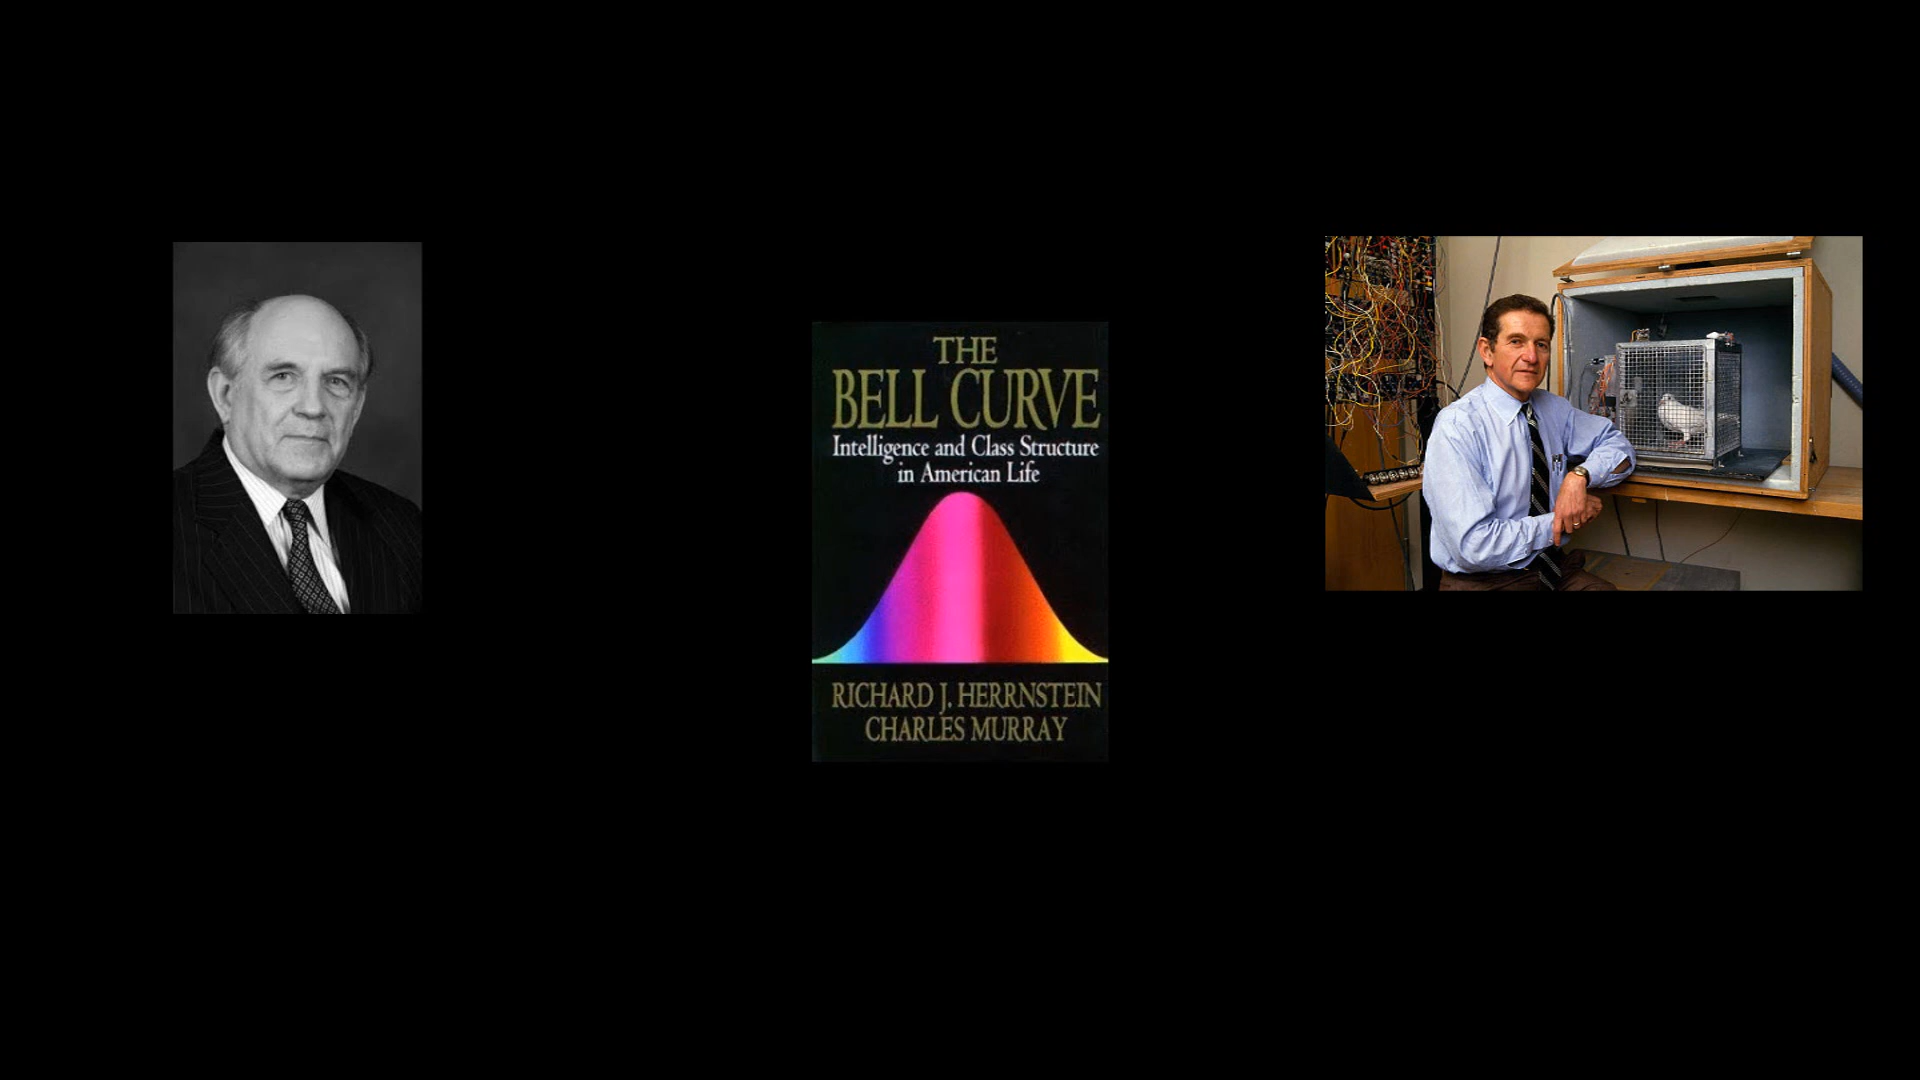 THE
BELL CURVE
Intelligence and Class Structure
in American Life
RICHARD J. HERRNSTEIN
CHARLES MURRAY